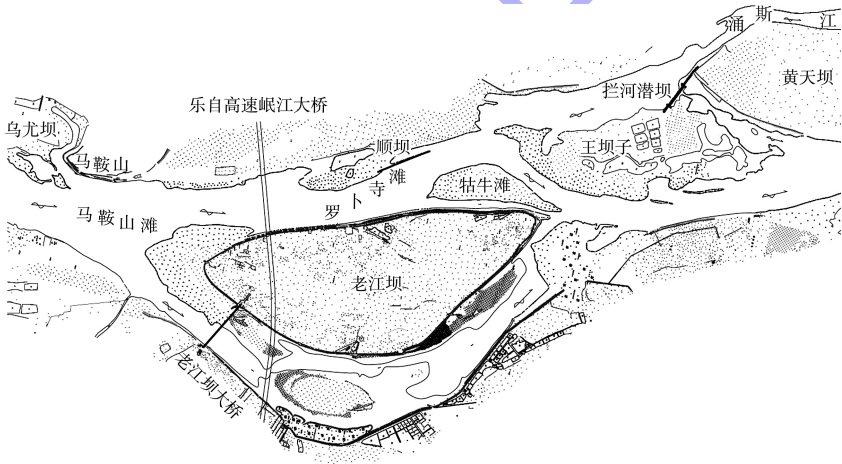 涌斯江
黄天坝
拦河潜坝
乐自高速岷江大桥
乌尤坝
马鞍山
顺坝
王坝子
罗卜寺滩
牯牛滩
马鞍山滩
老江坝
老江坝大桥